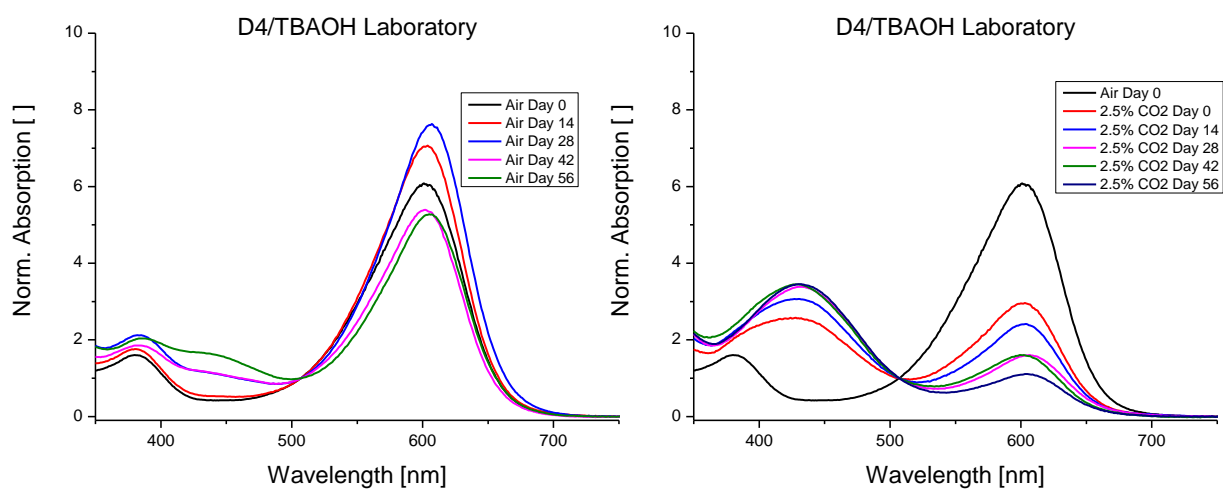 D4/TBAOH Laboratory
10
8
6
4
2
0
Norm. Absorption [ ]
400
500
600
700
Wavelength [nm]
Air Day 0
Air Day 14
Air Day 28
Air Day 42
Air Day 56
D4/TBAOH Laboratory
10
8
6
4
2
0
Norm. Absorption [ ]
400
500
600
700
Wavelength [nm]
Air Day 0
2.5% CO2 Day 0
2.5% CO2 Day 14
2.5% CO2 Day 28
2.5% CO2 Day 42
2.5% CO2 Day 56